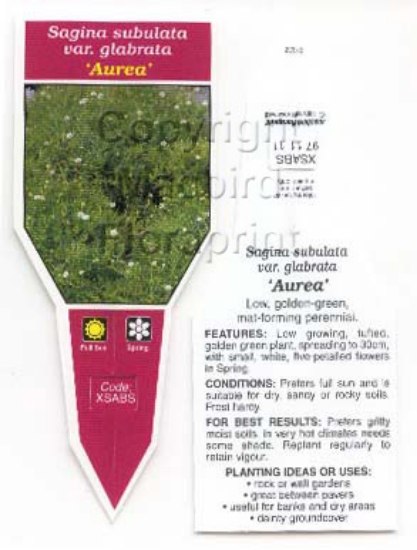 Sagina subulata
var. glabrata
'Aurea'
Copyright
Macbird
Floraprint
Full Sun
Spring
Code:
XSABS
XSABS
Sagina subulata
var. glabrata
'Aurea'
Low, golden-green,
mat-forming perennial.
FEATURES: Low growing, tufted,
golden green plant, spreading to 30cm,
with small, white, five-petalled flowers
in Spring.
CONDITIONS: Prefers full sun and is
suitable for dry, sandy or rocky soils.
Frost hardy.
FOR BEST RESULTS: Prefers gritty
moist soils. In very hot climates needs
some shade. Replant regularly to
retain vigour.
PLANTING IDEAS OR USES:
• rock or wall gardens
• great between pavers
• useful for banks and dry areas
• dainty groundcover